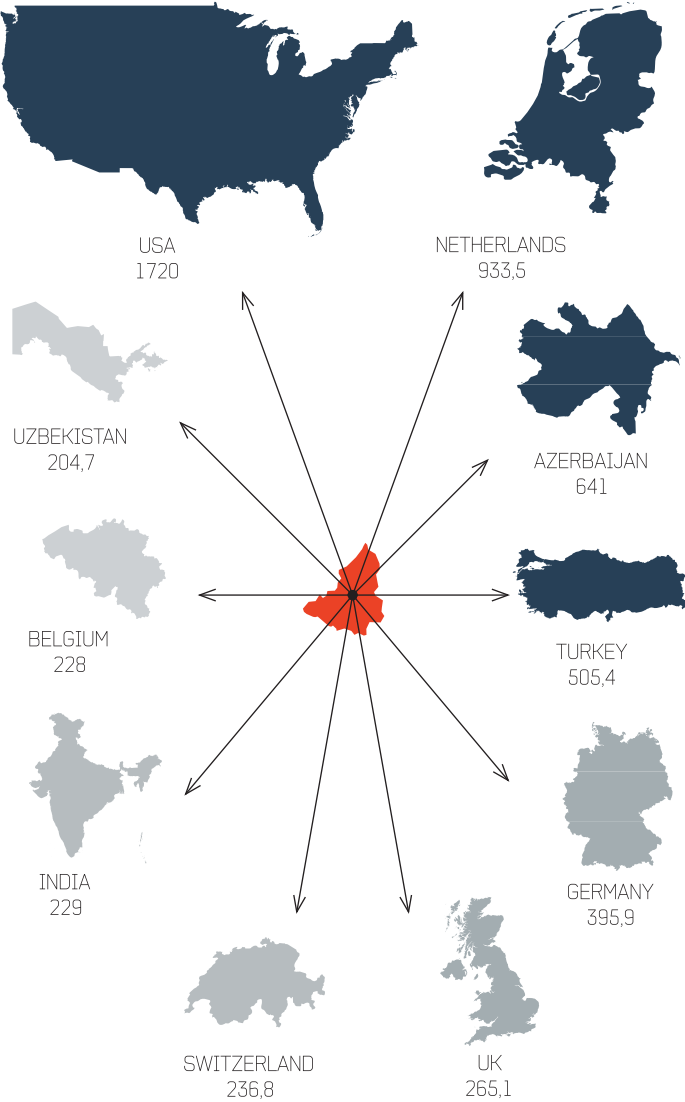 USA
1720
NETHERLANDS
933,5
UZBEKISTAN
204,7
AZERBAIJAN
641
BELGIUM
228
TURKEY
505,4
INDIA
229
GERMANY
395,9
SWITZERLAND
236,8
UK
265,1